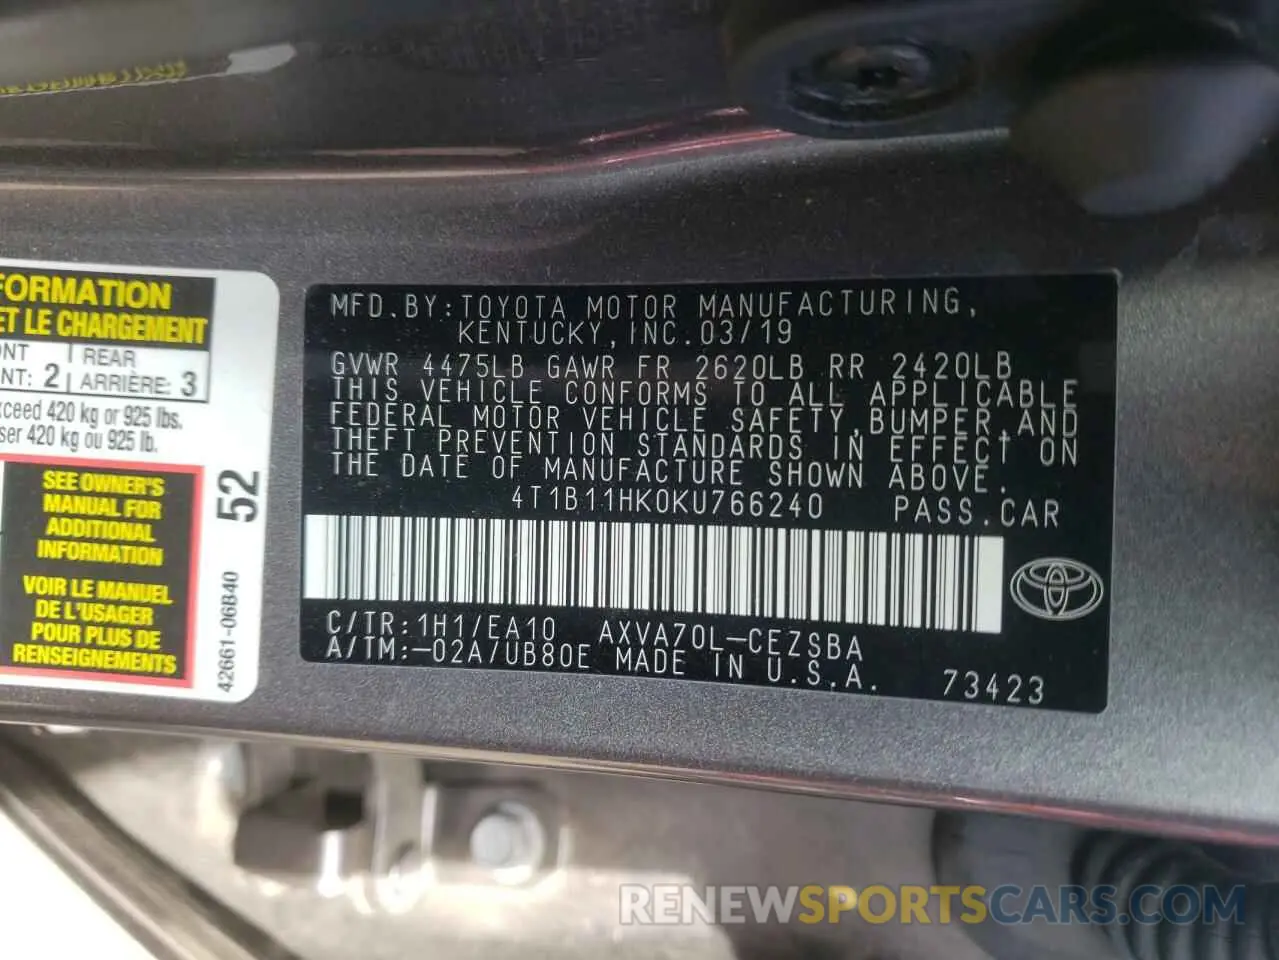 FORMATION
ET LE CHARGEMENT
REAR
NT: 2 ARRIÈRE: 3
xceed 420 kg or 925 lbs.
ser 420 kg ou 925 lb.
SEE OWNER'S
MANUAL FOR
ADDITIONAL
INFORMATION
VOIR LE MANUEL
DE L'USAGER
POUR PLUS DE
RENSEIGNEMENTS
52
42661-06B40
MFD. BY: TOYOTA MOTOR MANUFACTURING,
KENTUCKY, INC. 03/19
GVWR 4475LB GAWR FR 2620LB RR 2420LB
THIS VEHICLE CONFORMS TO ALL APPLICABLE
FEDERAL MOTOR VEHICLE SAFETY, BUMPER, AND
THEFT PREVENTION STANDARDS IN EFFECT ON
THE DATE OF MANUFACTURE SHOWN ABOVE.
4T1B11HK0KU766240 PASS. CAR
C/TR: 1H1/EA10 AXVA70L-CEZSBA
A/TM: -02A/UB80E MADE IN U.S.A. 73423
RENEWSPORTSCARS.COM